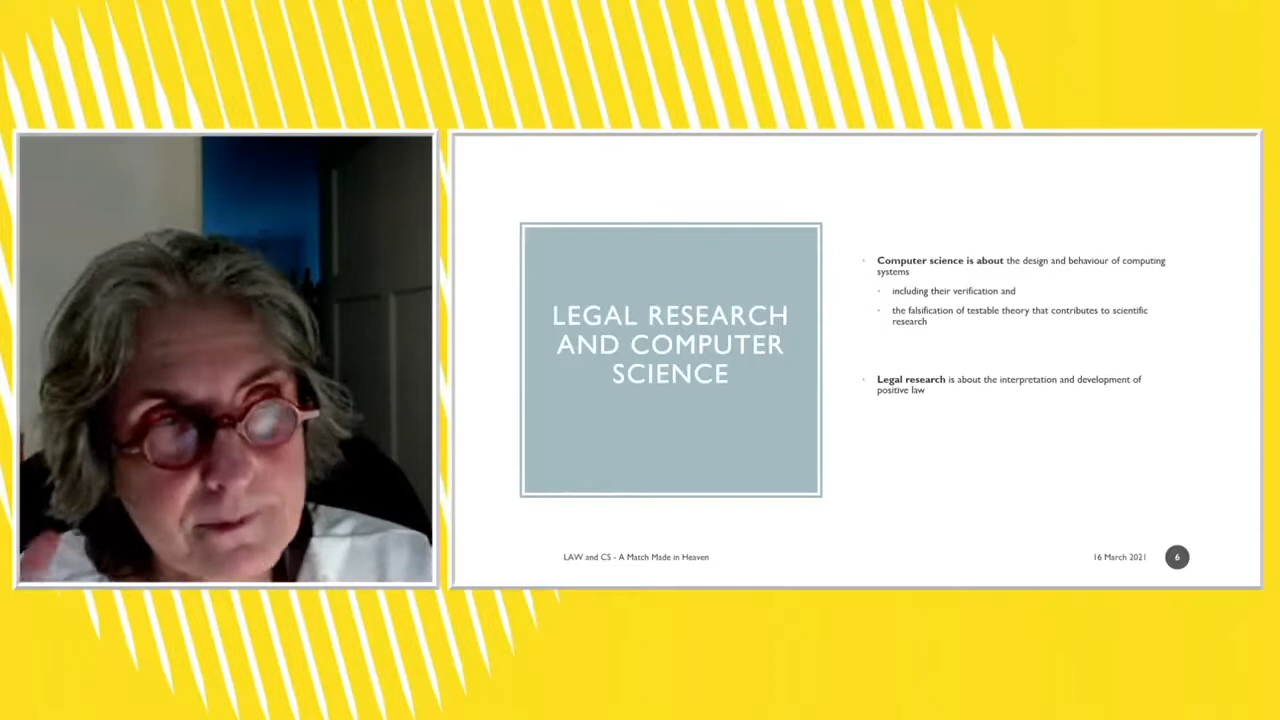 LEGAL RESEARCH
AND COMPUTER
SCIENCE
Computer science is about the design and behaviour of computing
systems
including their verification and
the falsification of testable theory that contributes to scientific
research
Legal research is about the interpretation and development of
positive law
LAW and CS - A Match Made in Heaven
16 March 2021
6